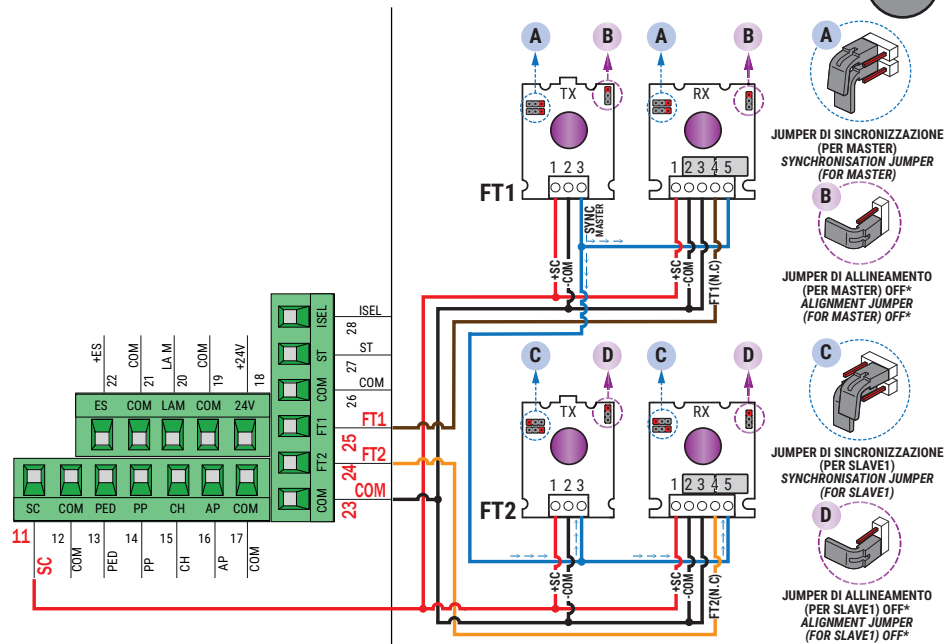 A
B
A
B
A
TX
RX
JUMPER DI SINCRONIZZAZIONE
(PER MASTER)
SYNCHRONISATION JUMPER
(FOR MASTER)
1 2 3
1 2 3 4 5
FT1
SYNC
MASTER
B
+SC
-COM
+SC
-COM
FT1(N.C)
JUMPER DI ALLINEAMENTO
(PER MASTER) OFF*
ALIGNMENT JUMPER
(FOR MASTER) OFF*
ISEL
ISEL
28
ST
ST
27
COM
COM
26
FT1
FT1
25
FT2
FT2
24
COM
COM
23
+ES
22
COM
21
LAM
20
COM
19
+24V
18
ES COM LAM COM 24V
SC COM PED PP CH AP COM
11
SC
12
COM
13
PED
14
PP
15
CH
16
AP
17
COM
C
D
C
D
C
TX
RX
JUMPER DI SINCRONIZZAZIONE
(PER SLAVE1)
SYNCHRONISATION JUMPER
(FOR SLAVE1)
1 2 3
1 2 3 4 5
FT2
D
+SC
-COM
+SC
-COM
FT2(N.C)
JUMPER DI ALLINEAMENTO
(PER SLAVE1) OFF*
ALIGNMENT JUMPER
(FOR SLAVE1) OFF*